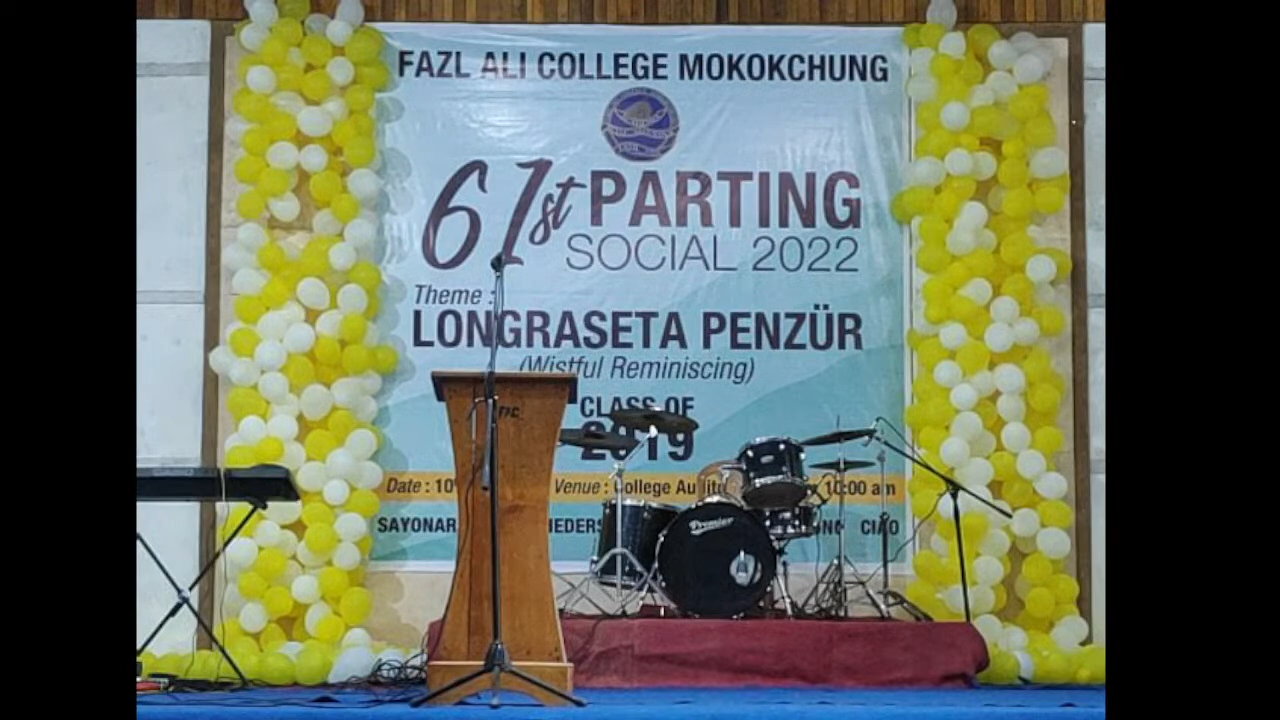 FAZL ALI COLLEGE MOKOKCHUNG
61st PARTING
SOCIAL 2022
Theme :
LONGRASETA PENZÜR
(Wistful Reminiscing)
CLASS OF
2019
Date : 10 Venue : College 10:00 am
CIAO
Premier